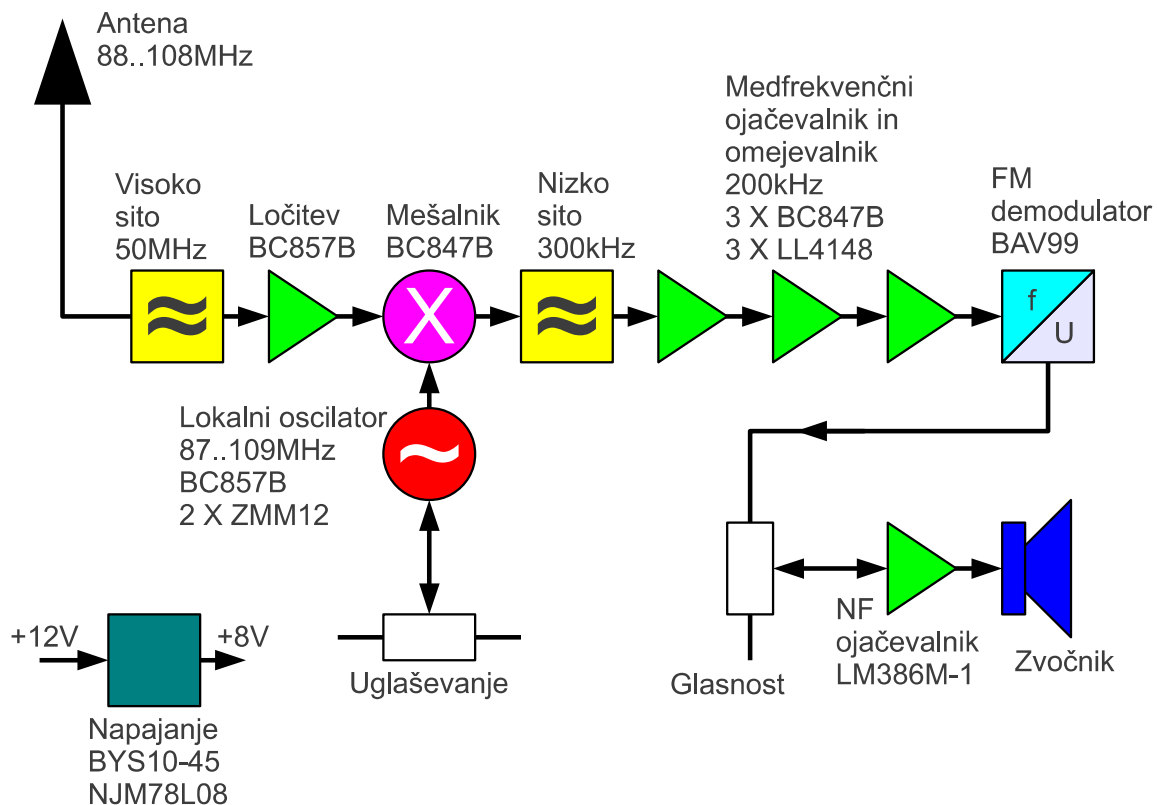 Antena
88..108MHz
Visoko
sito
50MHz
Ločitev
BC857B
Mešalnik
BC847B
Nizko
sito
300kHz
Medfrekvenčni
ojačevalnik in
omejevalnik
200kHz
3 X BC847B
3 X LL4148
FM
demodulator
BAV99
X
f
U
Lokalni oscilator
87..109MHz
BC857B
2 X ZMM12
+12V
+8V
Napajanje
BYS10-45
NJM78L08
Uglaševanje
Glasnost
NF
ojačevalnik
LM386M-1
Zvočnik